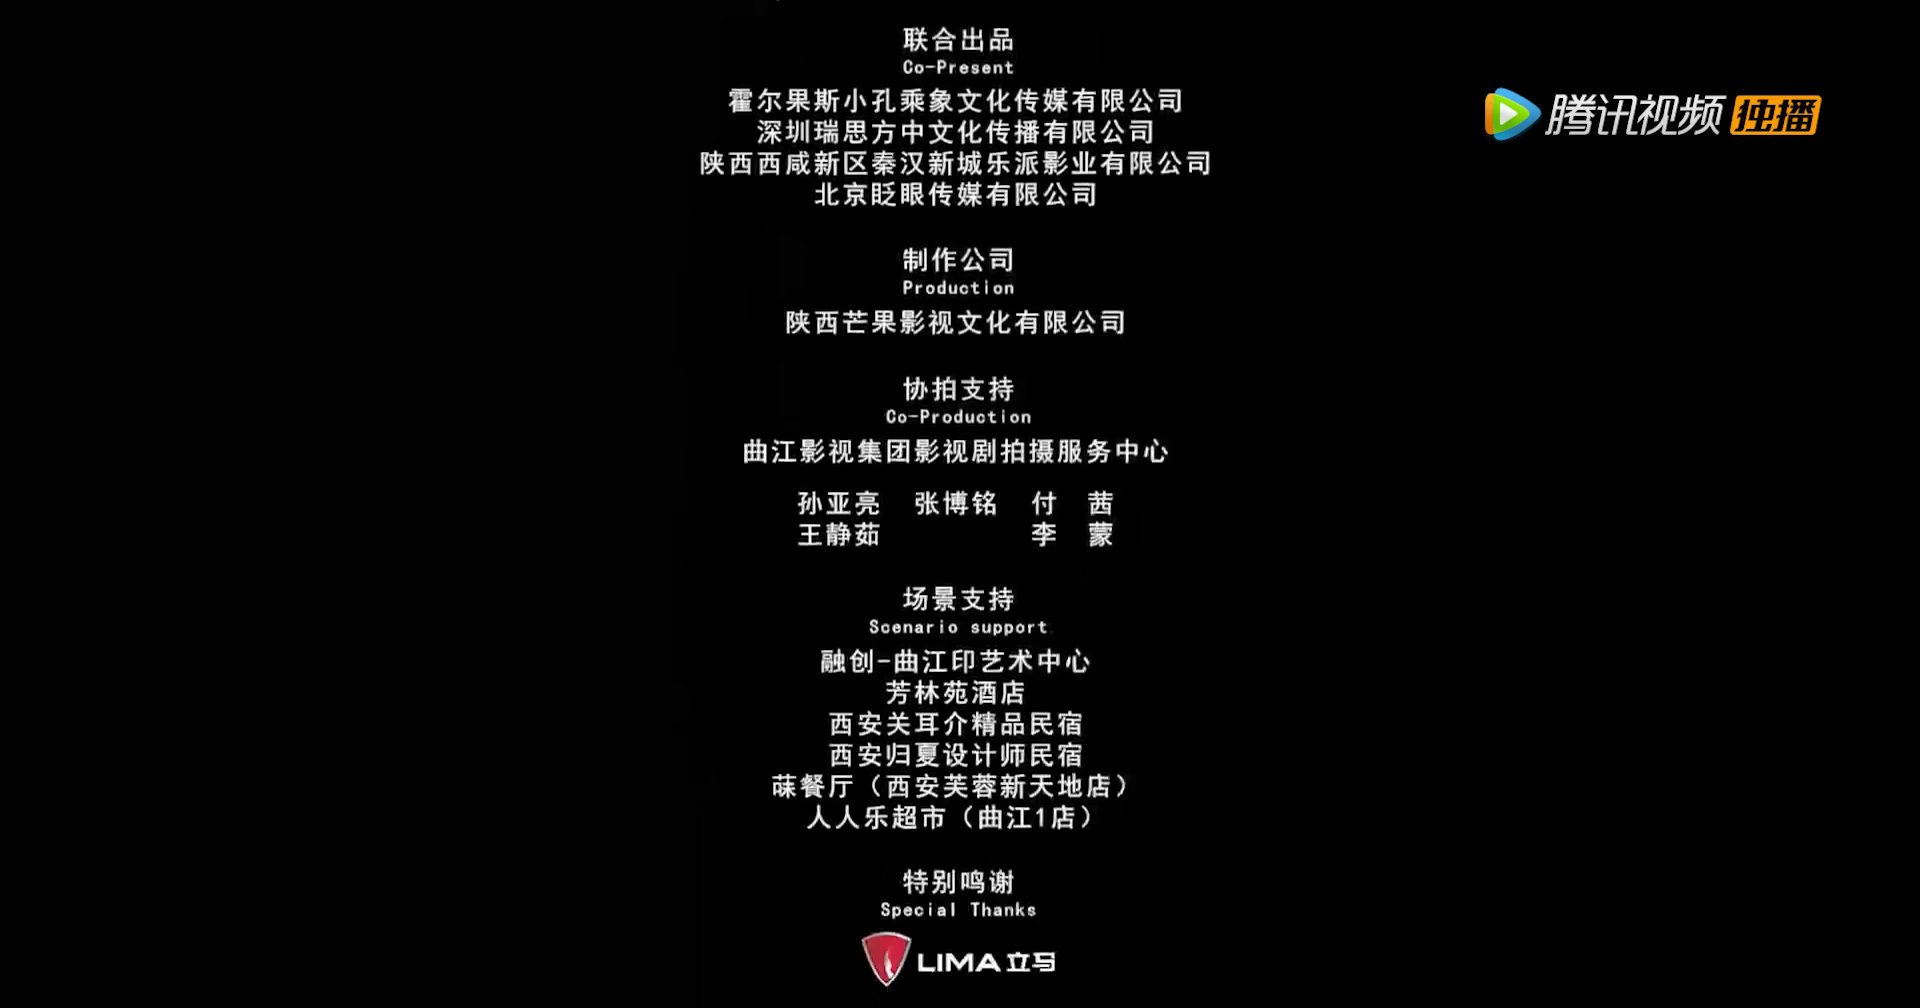 联合出品
Co-Present
霍尔果斯小孔乘象文化传媒有限公司
深圳瑞思方中文化传播有限公司
陕西西咸新区秦汉新城乐派影业有限公司
北京眨眼传媒有限公司
腾讯视频 独播
制作公司
Production
陕西芒果影视文化有限公司
协拍支持
Co-Production
曲江影视集团影视剧拍摄服务中心
孙亚亮 张博铭 付 茜
王静茹 李 蒙
场景支持
Scenario support
融创-曲江印艺术中心
芳林苑酒店
西安关耳介精品民宿
西安归夏设计师民宿
菋餐厅（西安芙蓉新天地店）
人人乐超市（曲江1店）
特别鸣谢
Special Thanks
LIMA 立马